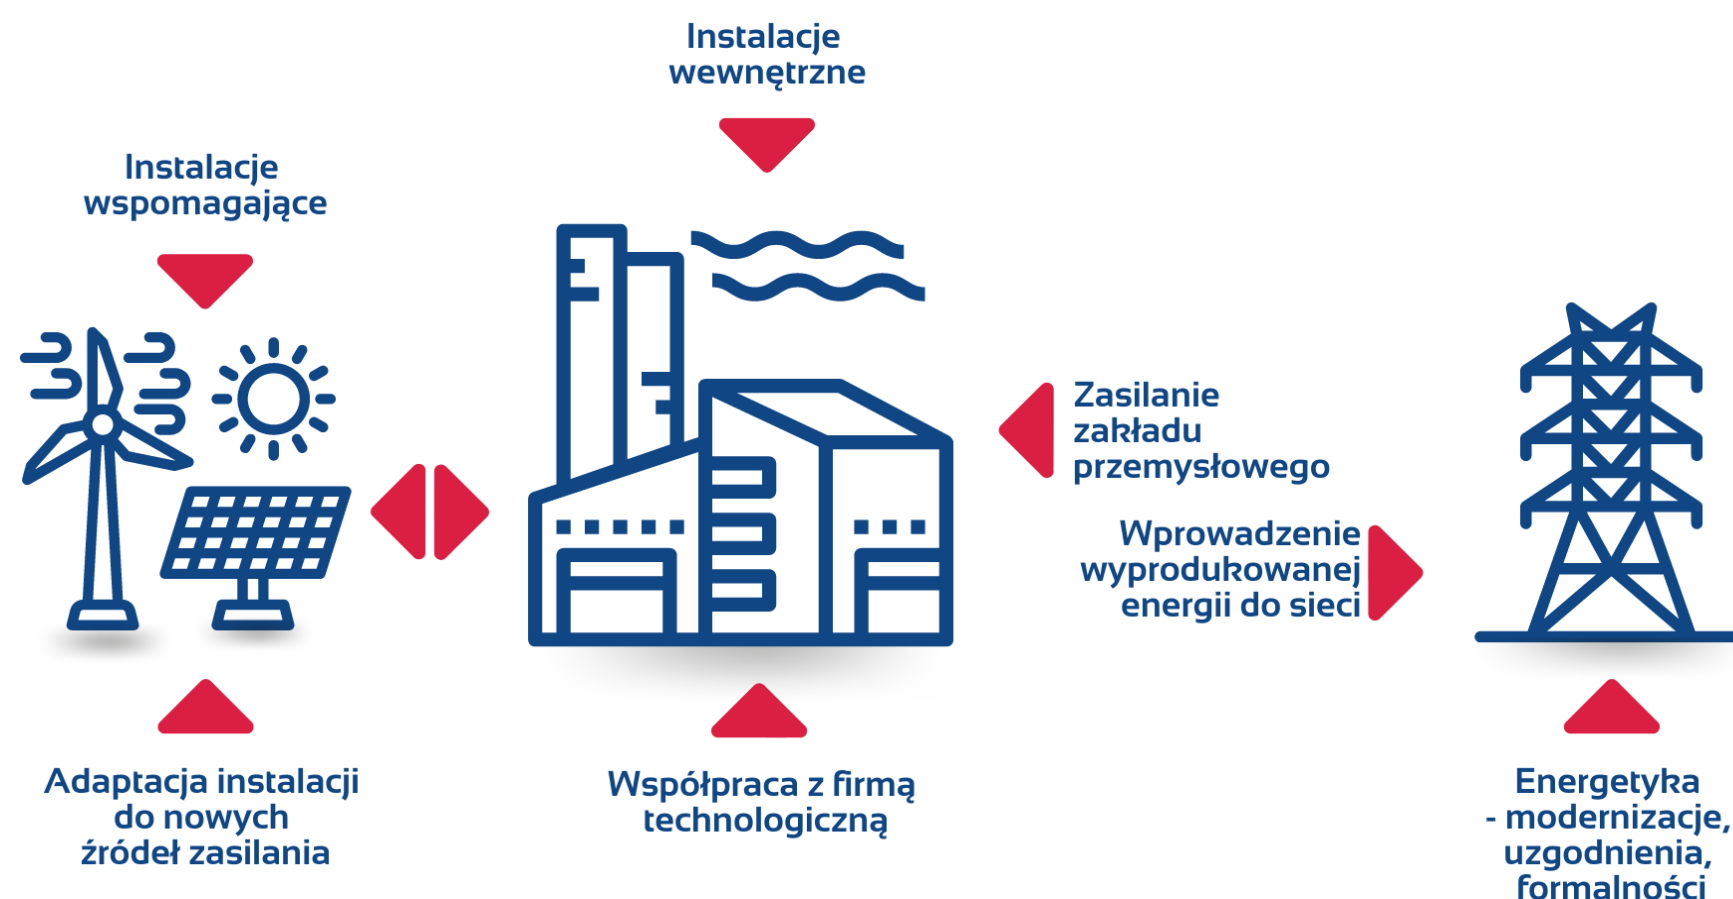 Instalacje
wewnętrzne
Instalacje
wspomagające
Zasilanie
zakładu
przemysłowego
Wprowadzenie
wyprodukowanej
energii do sieci
Adaptacja instalacji
do nowych
źródeł zasilania
Współpraca z firmą
technologiczną
Energetyka
- modernizacje,
uzgodnienia,
formalności